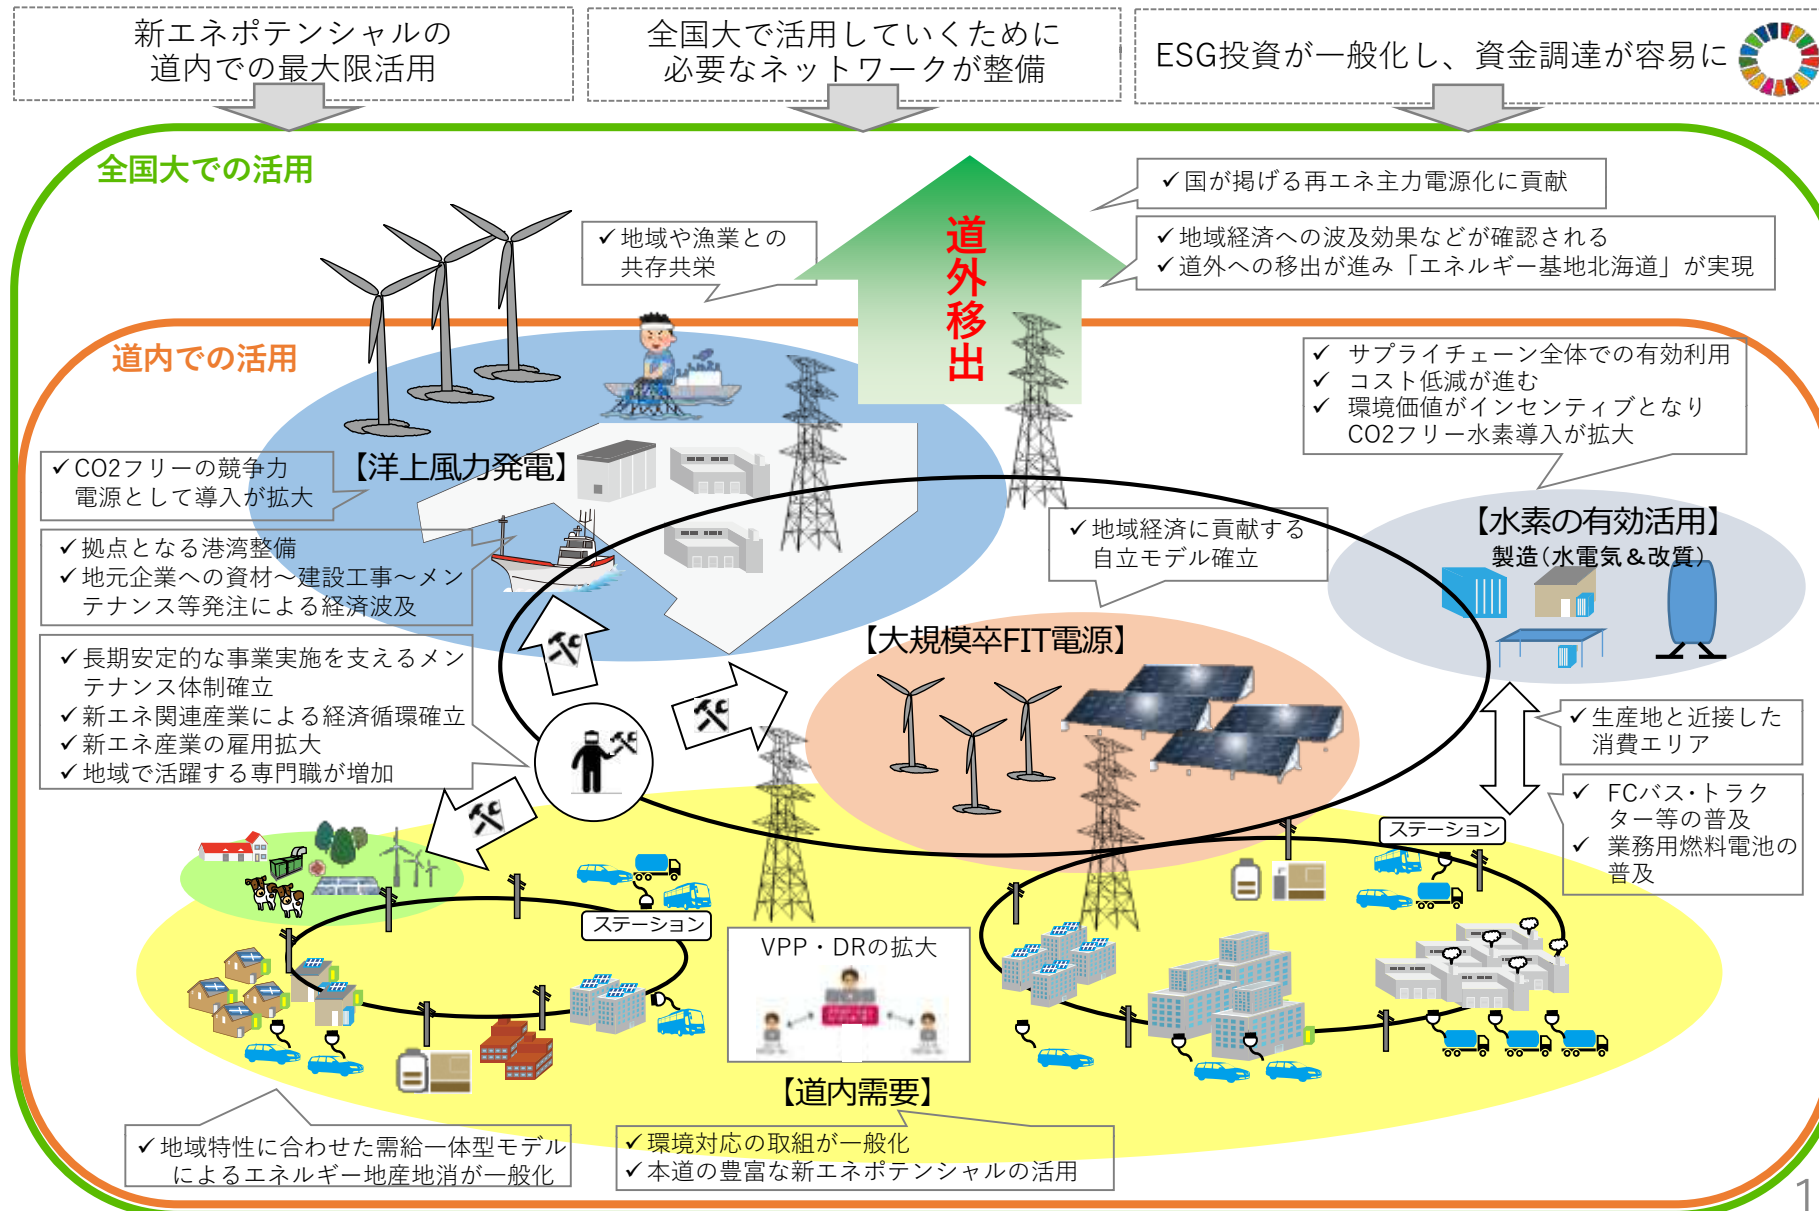 新エネポテンシャルの
道内での最大限活用
全国大で活用していくために
必要なネットワークが整備
ESG投資が一般化し、資金調達が容易に
全国大での活用
✓国が掲げる再エネ主力電源化に貢献
✓地域や漁業との
共存共栄
道外移出
✓地域経済への波及効果などが確認される
✓道外への移出が進み「エネルギー基地北海道」が実現
道内での活用
✓ サプライチェーン全体での有効利用
✓ コスト低減が進む
✓ 環境価値がインセンティブとなり
CO2フリー水素導入が拡大
✓CO2フリーの競争力
電源として導入が拡大
【洋上風力発電】
✓拠点となる港湾整備
✓地元企業への資材～建設工事～メン
テナンス等発注による経済波及
✓地域経済に貢献する
自立モデル確立
【水素の有効活用】
製造(水電気＆改質)
✓長期安定的な事業実施を支えるメン
テナンス体制確立
✓新エネ関連産業による経済循環確立
✓新エネ産業の雇用拡大
✓地域で活躍する専門職が増加
【大規模卒FIT電源】
✓生産地と近接した
消費エリア
✓ FCバス・トラク
ター等の普及
✓ 業務用燃料電池の
普及
ステーション
ステーション
VPP・DRの拡大
【道内需要】
✓地域特性に合わせた需給一体型モデル
によるエネルギー地産地消が一般化
✓環境対応の取組が一般化
✓本道の豊富な新エネポテンシャルの活用
1